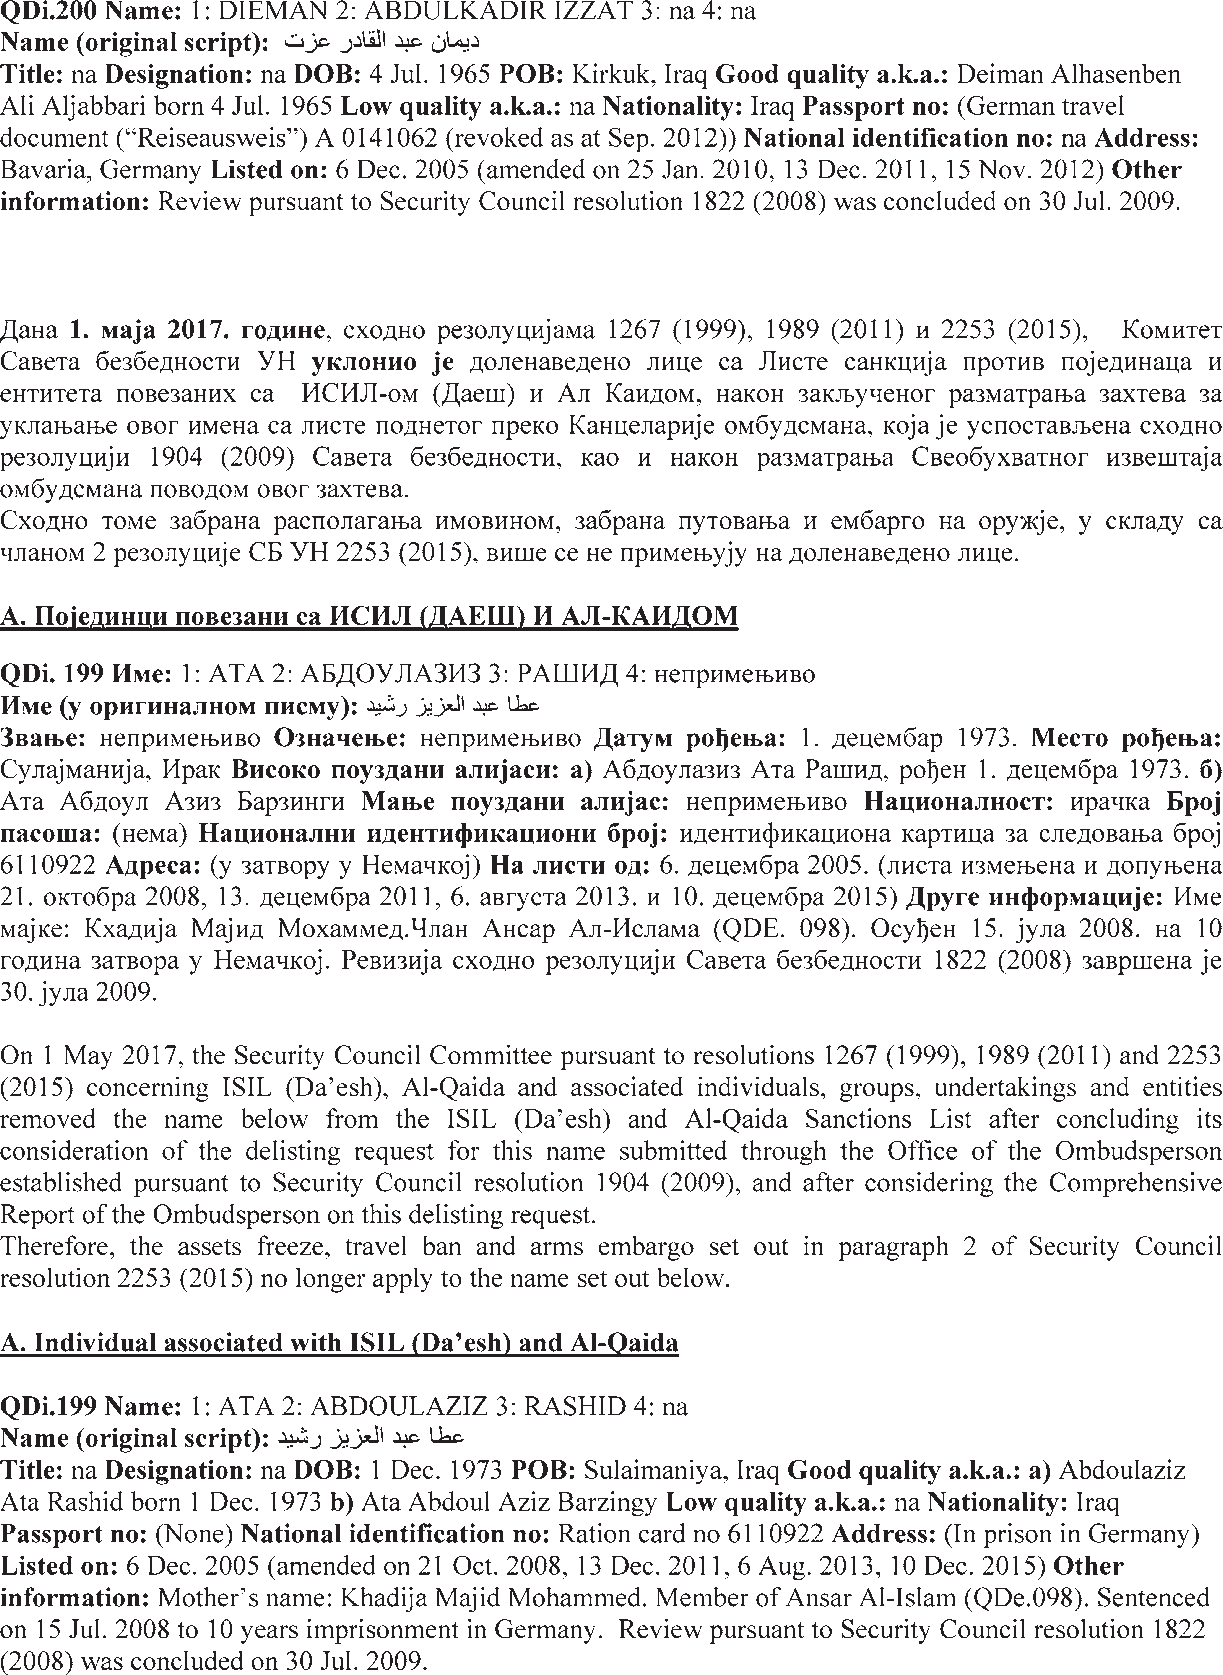 QDi.200 Name: 1: DIEMAN 2: ABDULKADIR IZZAT 3: na 4: na
Name (original script): ديمان عبد القادر عزت
Title: na Designation: na DOB: 4 Jul. 1965 POB: Kirkuk, Iraq Good quality a.k.a.: Deiman Alhasenben
Ali Aljabbari born 4 Jul. 1965 Low quality a.k.a.: na Nationality: Iraq Passport no: (German travel
document (“Reiseausweis”) A 0141062 (revoked as at Sep. 2012)) National identification no: na Address:
Bavaria, Germany Listed on: 6 Dec. 2005 (amended on 25 Jan. 2010, 13 Dec. 2011, 15 Nov. 2012) Other
information: Review pursuant to Security Council resolution 1822 (2008) was concluded on 30 Jul. 2009.
Дана 1. маја 2017. године, сходно резолуцијама 1267 (1999), 1989 (2011) и 2253 (2015), Комитет
Савета безбедности УН уклонио је доленаведено лице са Листе санкција против појединаца и
ентитета повезаних са ИСИЛ-ом (Даеш) и Ал Каидом, након закљученог разматрања захтева за
уклањање овог имена са листе поднетог преко Канцеларије омбудсмана, која је успостављена сходно
резолуцији 1904 (2009) Савета безбедности, као и након разматрања Свеобухватног извештаја
омбудсмана поводом овог захтева.
Сходно томе забрана располагања имовином, забрана путовања и ембарго на оружје, у складу са
чланом 2 резолуције СБ УН 2253 (2015), више се не примењују на доленаведено лице.
А. Појединци повезани са ИСИЛ (ДАЕШ) И АЛ-КАИДОМ
QDi. 199 Име: 1: АТА 2: АБДОУЛАЗИЗ 3: РАШИД 4: непримењиво
Име (у оригиналном писму): عطا عبد العزيز رشيد
Звање: непримењиво Означење: непримењиво Датум рођења: 1. децембар 1973. Место рођења:
Сулајманија, Ирак Високо поуздани алијаси: а) Абдоулазиз Ата Рашид, рођен 1. децембра 1973. б)
Ата Абдоул Азиз Барзинги Мање поуздани алијас: непримењиво Националност: ирачка Број
пасоша: (нема) Национални идентификациони број: идентификациона картица за следовања број
6110922 Адреса: (у затвору у Немачкој) На листи од: 6. децембра 2005. (листа измењена и допуњена
21. октобра 2008, 13. децембра 2011, 6. августа 2013. и 10. децембра 2015) Друге информације: Име
мајке: Кхадија Мајид Мохаммед.Члан Ансар Ал-Ислама (QDE. 098). Осуђен 15. јула 2008. на 10
година затвора у Немачкој. Ревизија сходно резолуцији Савета безбедности 1822 (2008) завршена је
30. јула 2009.
On 1 May 2017, the Security Council Committee pursuant to resolutions 1267 (1999), 1989 (2011) and 2253
(2015) concerning ISIL (Da’esh), Al-Qaida and associated individuals, groups, undertakings and entities
removed the name below from the ISIL (Da’esh) and Al-Qaida Sanctions List after concluding its
consideration of the delisting request for this name submitted through the Office of the Ombudsperson
established pursuant to Security Council resolution 1904 (2009), and after considering the Comprehensive
Report of the Ombudsperson on this delisting request.
Therefore, the assets freeze, travel ban and arms embargo set out in paragraph 2 of Security Council
resolution 2253 (2015) no longer apply to the name set out below.
A. Individual associated with ISIL (Da’esh) and Al-Qaida
QDi.199 Name: 1: ATA 2: ABDOULAZIZ 3: RASHID 4: na
Name (original script): عطا عبد العزيز رشيد
Title: na Designation: na DOB: 1 Dec. 1973 POB: Sulaimaniya, Iraq Good quality a.k.a.: a) Abdoulaziz
Ata Rashid born 1 Dec. 1973 b) Ata Abdoul Aziz Barzingy Low quality a.k.a.: na Nationality: Iraq
Passport no: (None) National identification no: Ration card no 6110922 Address: (In prison in Germany)
Listed on: 6 Dec. 2005 (amended on 21 Oct. 2008, 13 Dec. 2011, 6 Aug. 2013, 10 Dec. 2015) Other
information: Mother’s name: Khadija Majid Mohammed. Member of Ansar Al-Islam (QDe.098). Sentenced
on 15 Jul. 2008 to 10 years imprisonment in Germany. Review pursuant to Security Council resolution 1822
(2008) was concluded on 30 Jul. 2009.